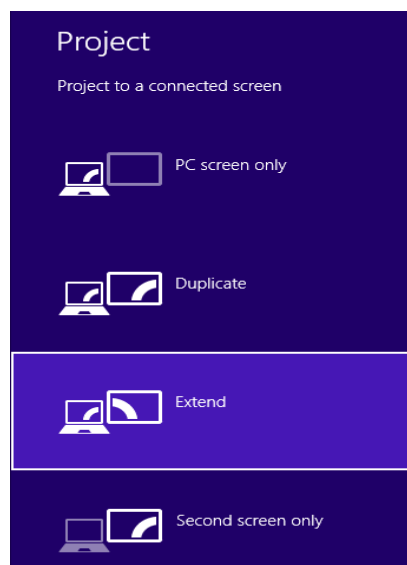 Project
Project to a connected screen
PC screen only
Duplicate
Extend
Second screen only